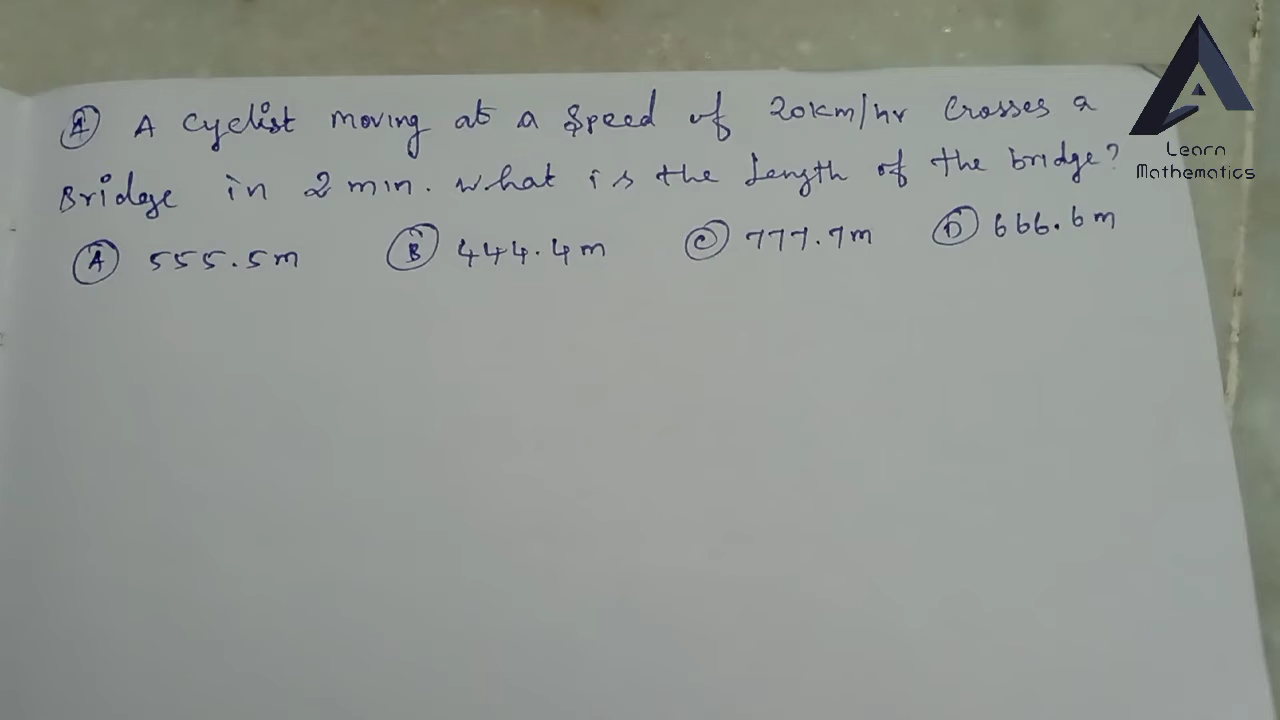 Ⓐ A cyclist moving at a speed of 20km/hr crosses a
Bridge in 2 min. what is the length of the bridge?
Ⓐ 555.5m Ⓑ 444.4m Ⓒ 777.7m Ⓓ 666.6m
Learn
Mathematics